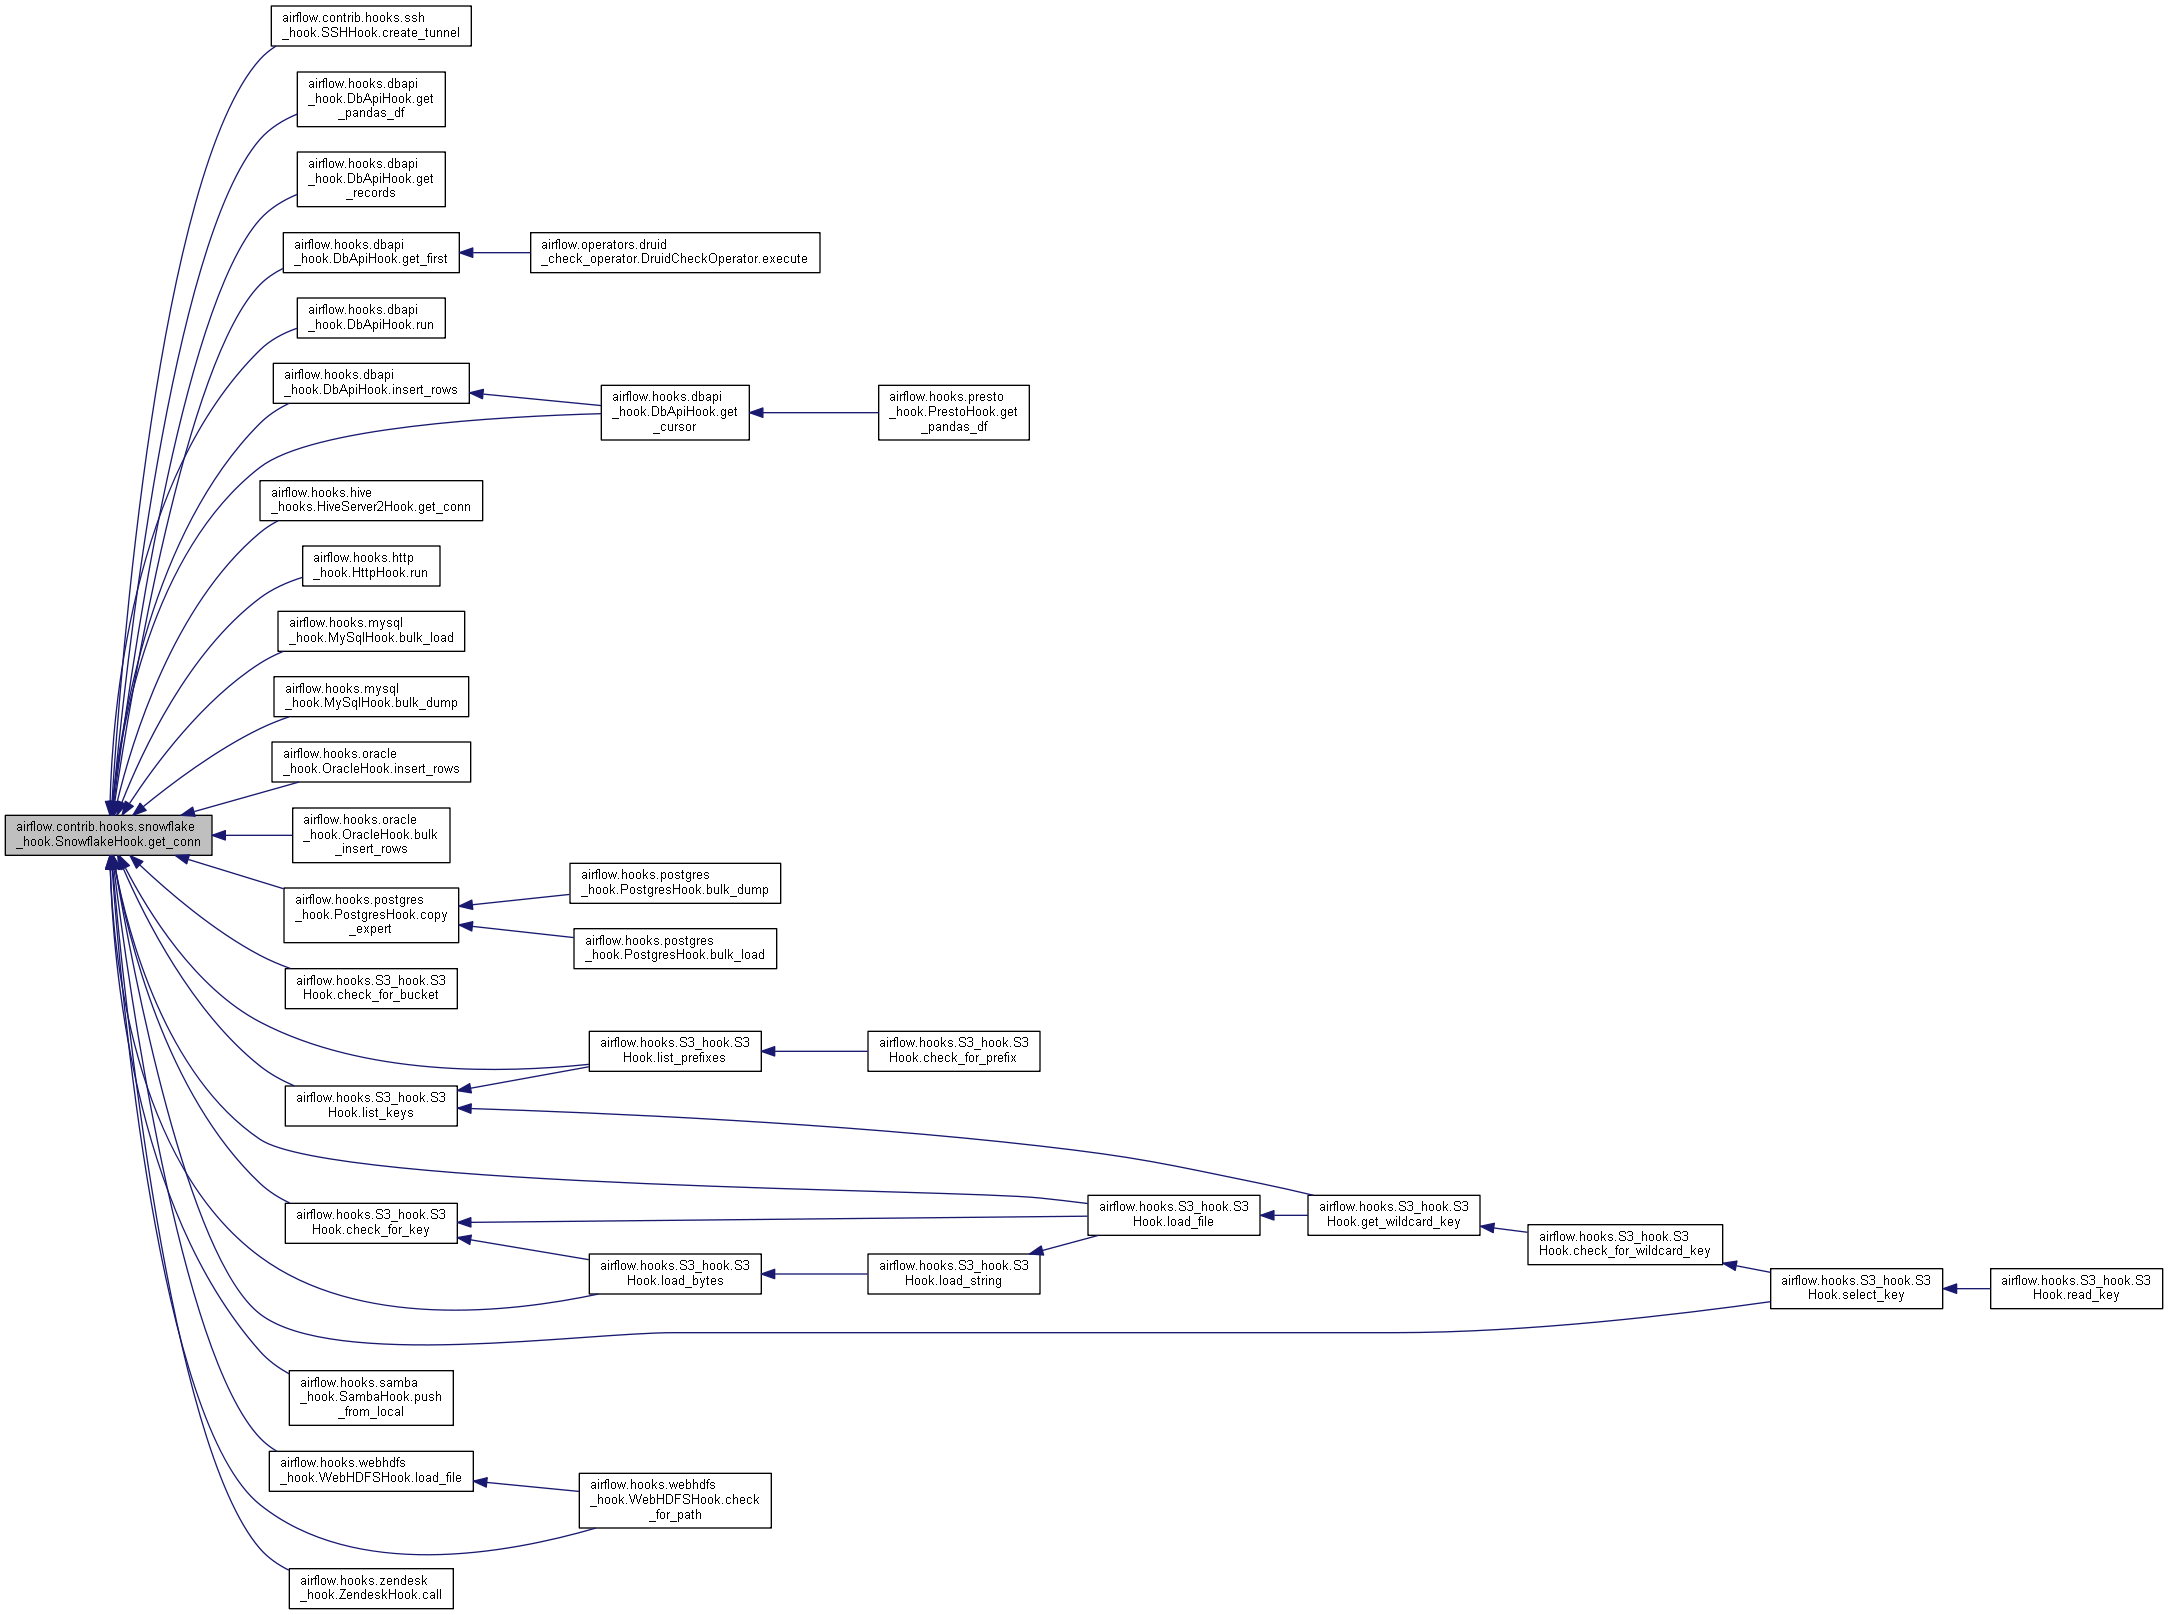 airflow.contrib.hooks.ssh
_hook.SSHHook.create_tunnel
airflow.hooks.dbapi
_hook.DbApiHook.get
_pandas_df
airflow.hooks.dbapi
_hook.DbApiHook.get
_records
airflow.hooks.dbapi
_hook.DbApiHook.get_first
airflow.operators.druid
_check_operator.DruidCheckOperator.execute
airflow.hooks.dbapi
_hook.DbApiHook.run
airflow.hooks.dbapi
_hook.DbApiHook.insert_rows
airflow.hooks.dbapi
_hook.DbApiHook.get
_cursor
airflow.hooks.presto
_hook.PrestoHook.get
_pandas_df
airflow.hooks.hive
_hooks.HiveServer2Hook.get_conn
airflow.hooks.http
_hook.HttpHook.run
airflow.hooks.mysql
_hook.MySqlHook.bulk_load
airflow.hooks.mysql
_hook.MySqlHook.bulk_dump
airflow.hooks.oracle
_hook.OracleHook.insert_rows
airflow.contrib.hooks.snowflake
_hook.SnowflakeHook.get_conn
airflow.hooks.oracle
_hook.OracleHook.bulk
_insert_rows
airflow.hooks.postgres
_hook.PostgresHook.copy
_expert
airflow.hooks.postgres
_hook.PostgresHook.bulk_dump
airflow.hooks.postgres
_hook.PostgresHook.bulk_load
airflow.hooks.S3_hook.S3
Hook.check_for_bucket
airflow.hooks.S3_hook.S3
Hook.list_prefixes
airflow.hooks.S3_hook.S3
Hook.check_for_prefix
airflow.hooks.S3_hook.S3
Hook.list_keys
airflow.hooks.S3_hook.S3
Hook.check_for_key
airflow.hooks.S3_hook.S3
Hook.load_file
airflow.hooks.S3_hook.S3
Hook.get_wildcard_key
airflow.hooks.S3_hook.S3
Hook.check_for_wildcard_key
airflow.hooks.S3_hook.S3
Hook.load_bytes
airflow.hooks.S3_hook.S3
Hook.load_string
airflow.hooks.S3_hook.S3
Hook.select_key
airflow.hooks.S3_hook.S3
Hook.read_key
airflow.hooks.samba
_hook.SambaHook.push
_from_local
airflow.hooks.webhdfs
_hook.WebHDFSHook.load_file
airflow.hooks.webhdfs
_hook.WebHDFSHook.check
_for_path
airflow.hooks.zendesk
_hook.ZendeskHook.call